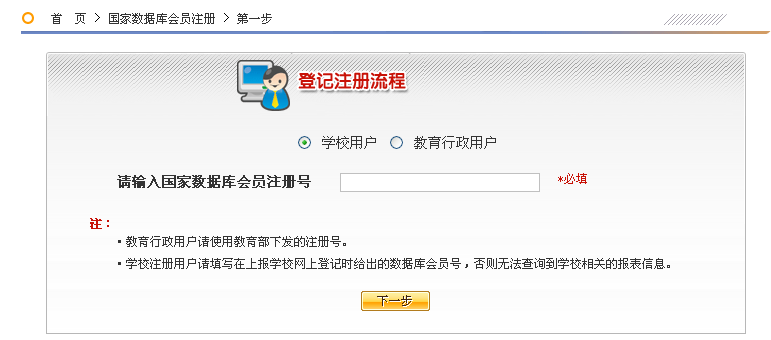 首 页 > 国家数据库会员注册 > 第一步
登记注册流程
学校用户 教育行政用户
请输入国家数据库会员注册号 *必填
注：
·教育行政用户请使用教育部下发的注册号。
·学校注册用户请填写在上报学校网上登记时给出的数据库会员号，否则无法查询到学校相关的报表信息。
下一步